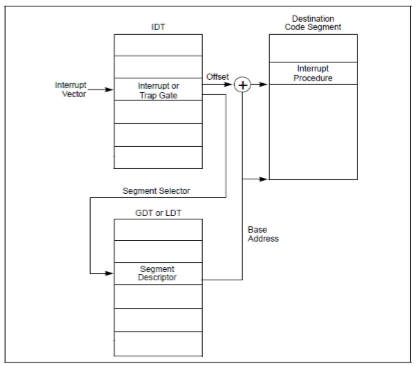 IDT
Destination
Code Segment
Interrupt
Vector
Interrupt or
Trap Gate
Offset
+
Interrupt
Procedure
Segment Selector
GDT or LDT
Base
Address
Segment
Descriptor